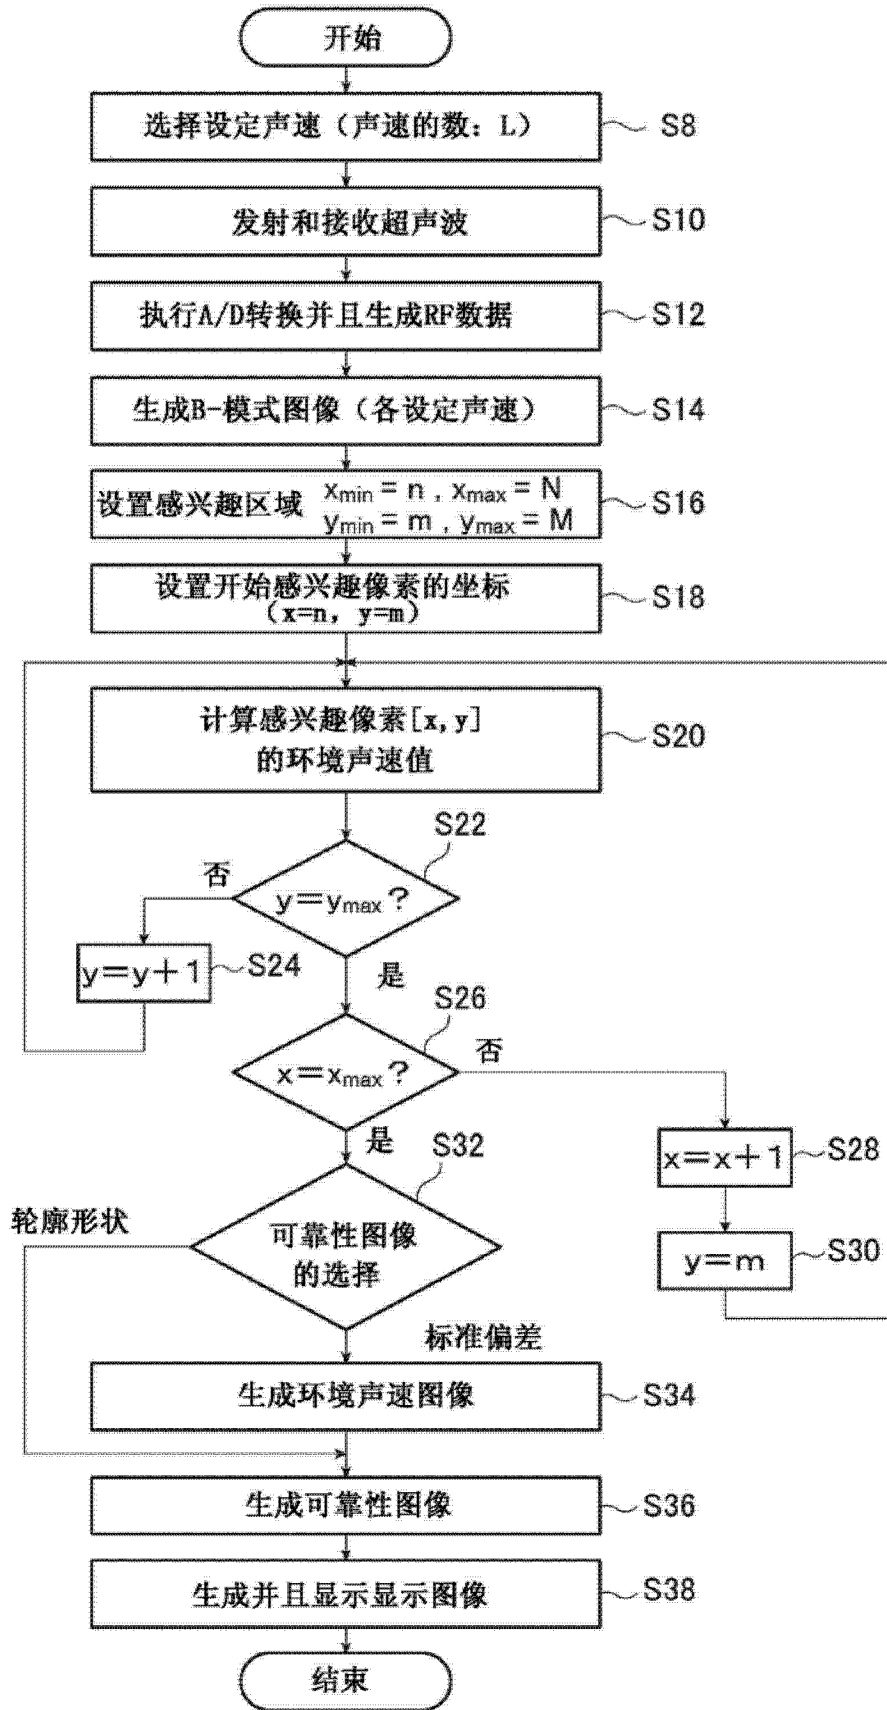 开始
选择设定声速（声速的数：L）
S8
发射和接收超声波
S10
执行A/D转换并且生成RF数据
S12
生成B-模式图像（各设定声速）
S14
设置感兴趣区域
xmin＝n , xmax＝N
ymin＝m , ymax＝M
S16
设置开始感兴趣像素的坐标
（x=n, y=m）
S18
计算感兴趣像素[x,y]
的环境声速值
S20
S22
否
y＝ymax？
y＝y＋1
S24
是
S26
否
x＝xmax？
是
S32
x＝x＋1
S28
轮廓形状
可靠性图像
的选择
y＝m
S30
标准偏差
生成环境声速图像
S34
生成可靠性图像
S36
生成并且显示显示图像
S38
结束